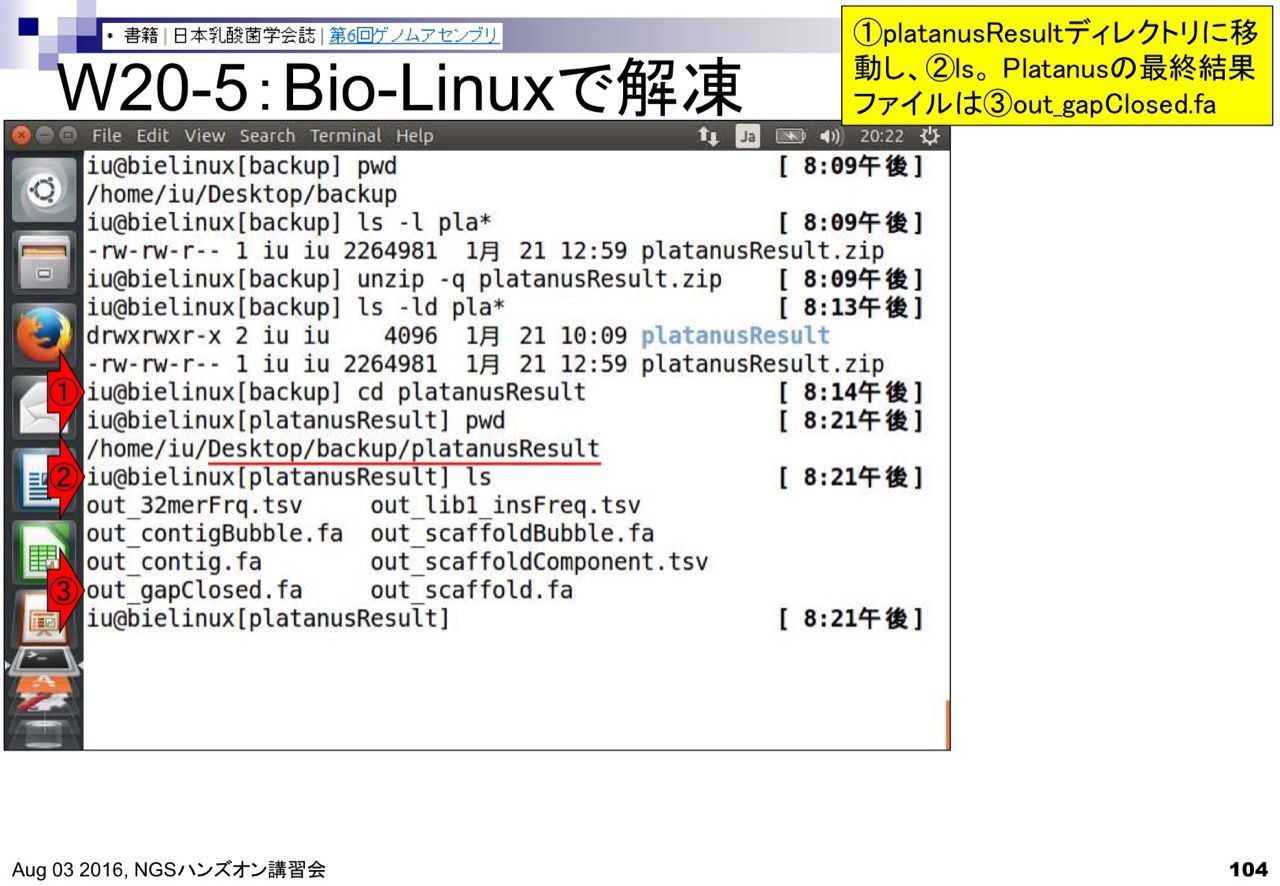 • 書籍 | 日本乳酸菌学会誌 | 第6回ゲノムアセンブリ
W20-5：Bio-Linuxで解凍
①platanusResultディレクトリに移
動し、②ls。Platanusの最終結果
ファイルは③out_gapClosed.fa
File Edit View Search Terminal Help Ja 20:22
iu@bielinux[backup] pwd [ 8:09午後]
/home/iu/Desktop/backup
iu@bielinux[backup] ls -l pla* [ 8:09午後]
-rw-rw-r-- 1 iu iu 2264981 1月 21 12:59 platanusResult.zip
iu@bielinux[backup] unzip -q platanusResult.zip [ 8:09午後]
iu@bielinux[backup] ls -ld pla* [ 8:13午後]
drwxrwxr-x 2 iu iu 4096 1月 21 10:09 platanusResult
-rw-rw-r-- 1 iu iu 2264981 1月 21 12:59 platanusResult.zip
① iu@bielinux[backup] cd platanusResult [ 8:14午後]
iu@bielinux[platanusResult] pwd [ 8:21午後]
/home/iu/Desktop/backup/platanusResult
② iu@bielinux[platanusResult] ls [ 8:21午後]
out_32merFrq.tsv out_lib1_insFreq.tsv
out_contigBubble.fa out_scaffoldBubble.fa
out_contig.fa out_scaffoldComponent.tsv
③ out_gapClosed.fa out_scaffold.fa
iu@bielinux[platanusResult] [ 8:21午後]
Aug 03 2016, NGSハンズオン講習会
104